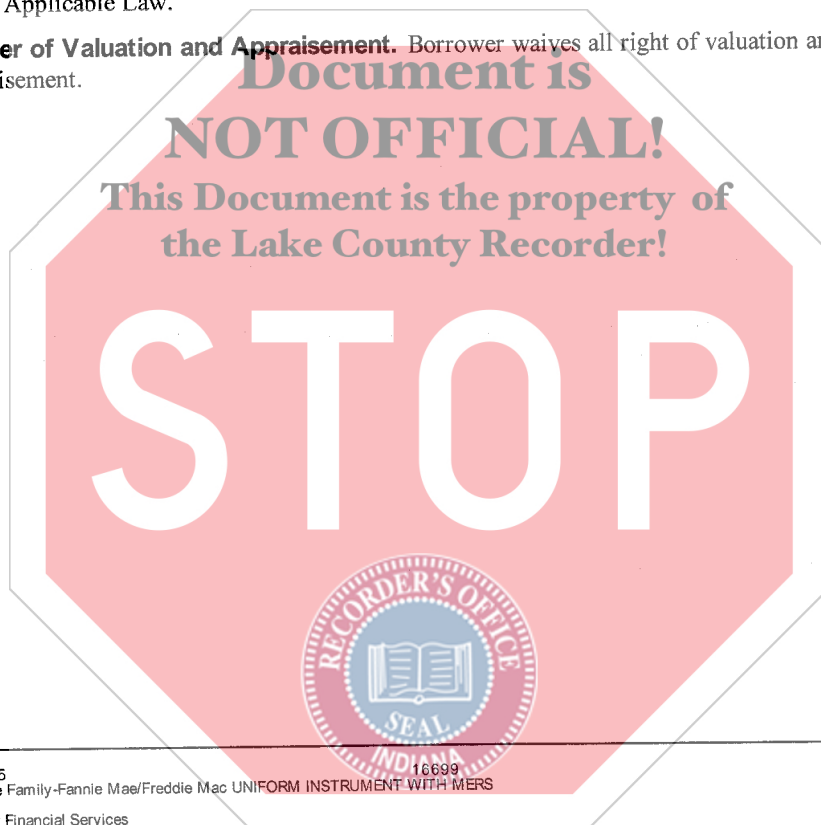 Applicable Law.
er of Valuation and Appraisement. Borrower waives all right of valuation a
isement.
Document is
NOT OFFICIAL!
This Document is the property of
the Lake County Recorder!
STOP
RECORDER'S OFFICE
SEAL
INDIANA
6
16699
e Family-Fannie Mae/Freddie Mac UNIFORM INSTRUMENT WITH MERS
Financial Services